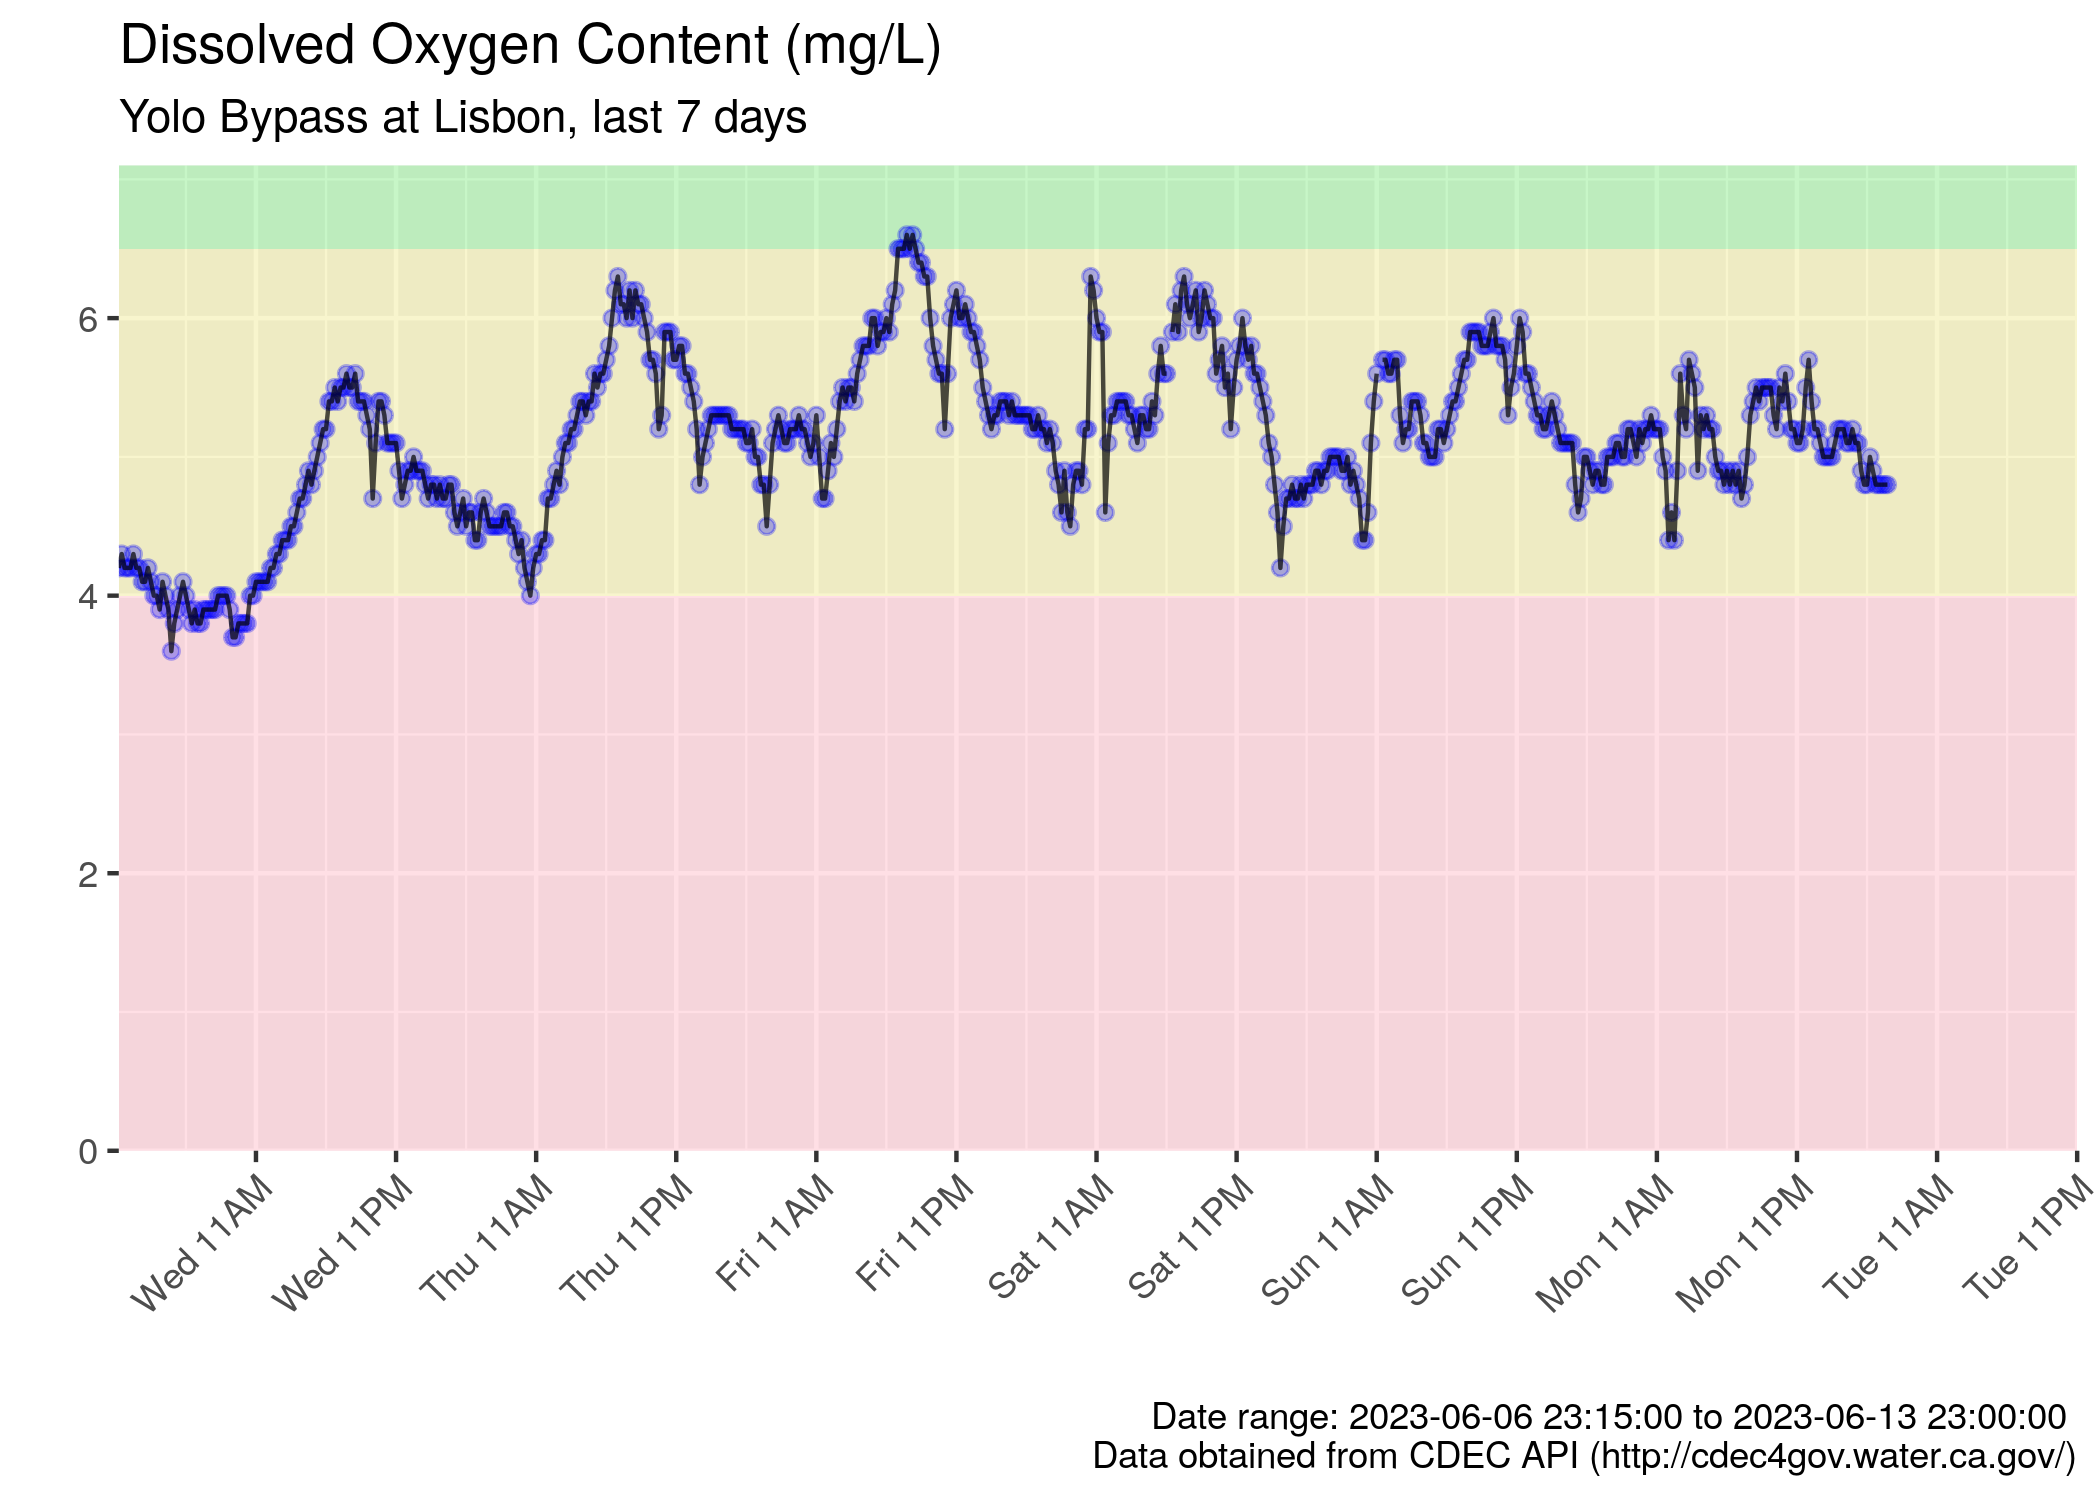 Dissolved Oxygen Content (mg/L)
Yolo Bypass at Lisbon, last 7 days
6
4
2
0
Wed 11AM
Wed 11PM
Thu 11AM
Thu 11PM
Fri 11AM
Fri 11PM
Sat 11AM
Sat 11PM
Sun 11AM
Sun 11PM
Mon 11AM
Mon 11PM
Tue 11AM
Tue 11PM
Date range: 2023-06-06 23:15:00 to 2023-06-13 23:00:00
Data obtained from CDEC API (http://cdec4gov.water.ca.gov/)